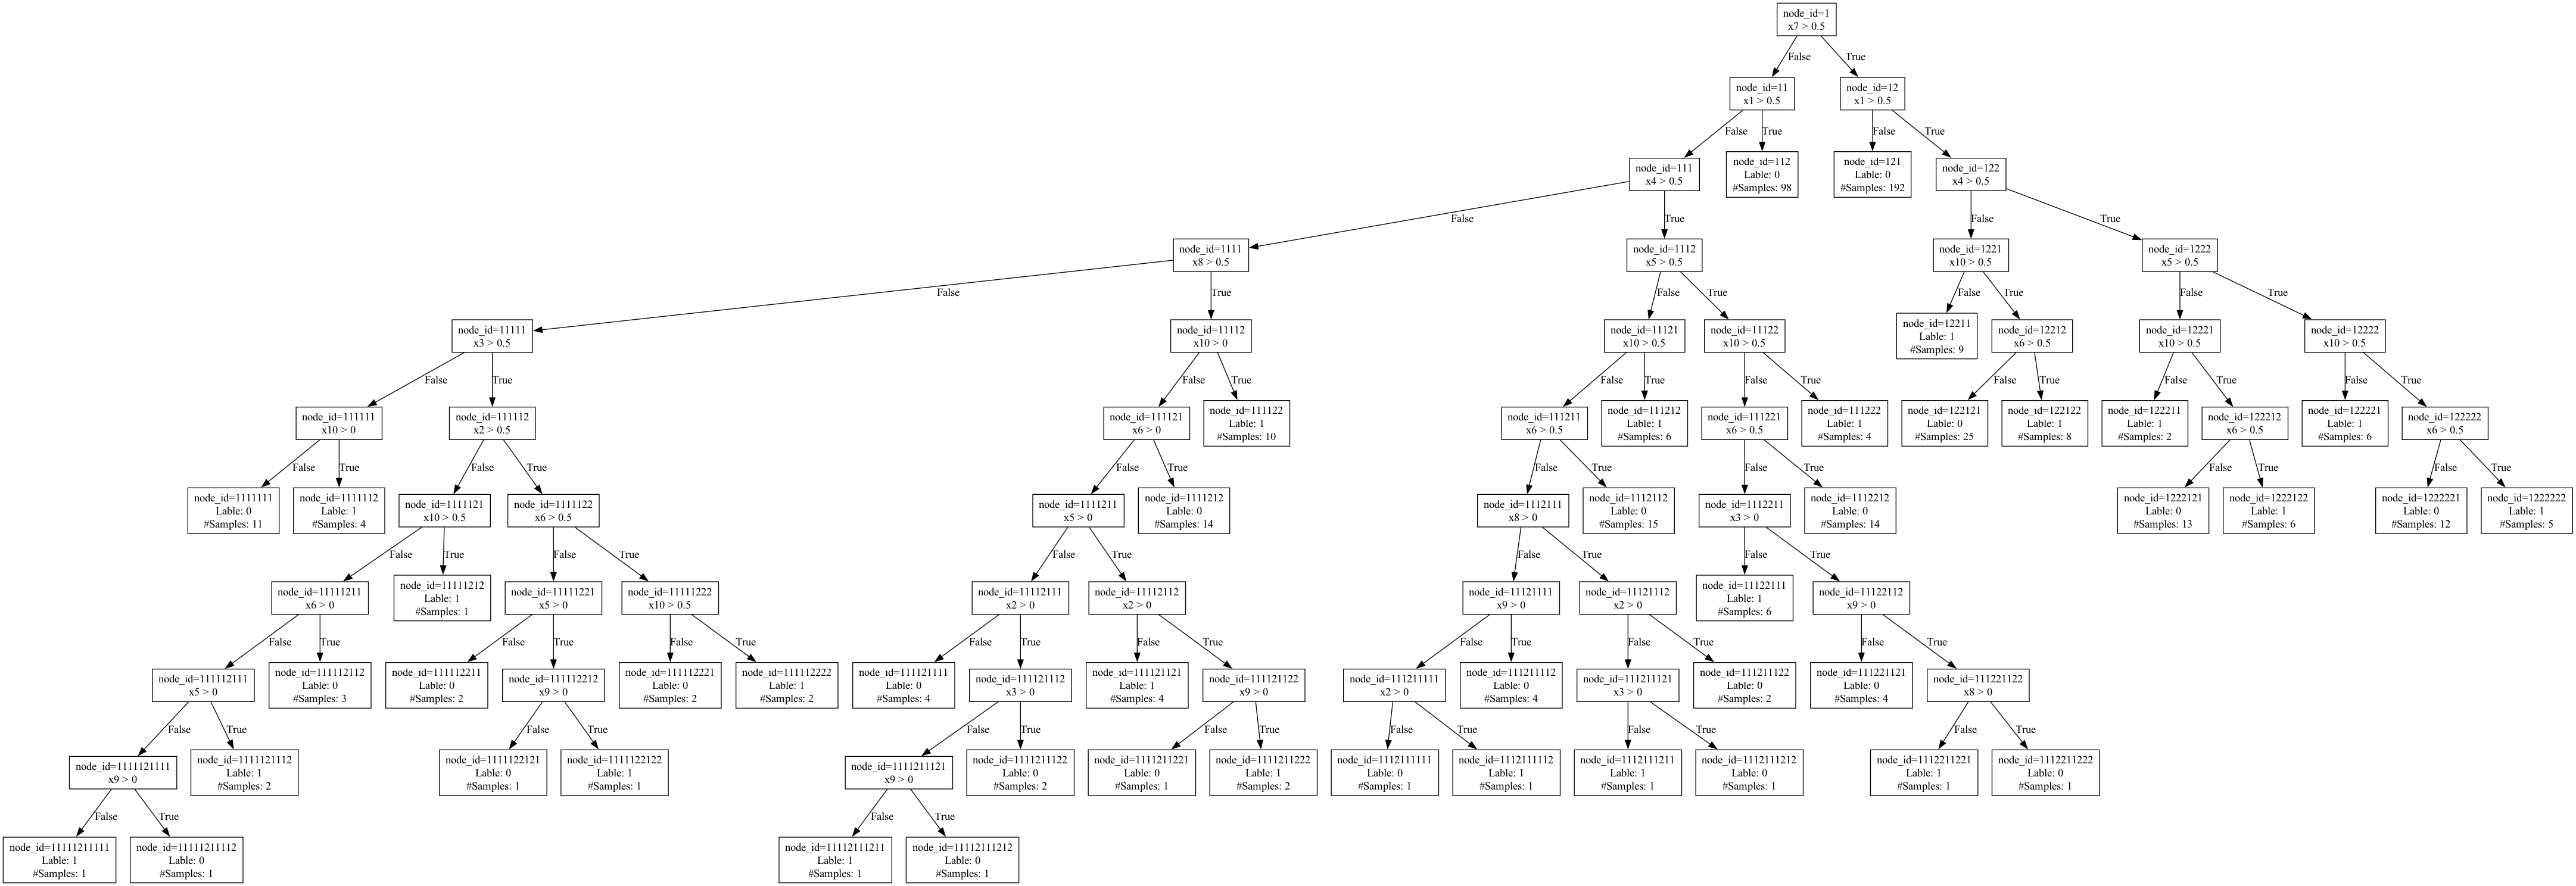 node_id=1
x7 > 0.5
False
True
node_id=11
x1 > 0.5
node_id=12
x1 > 0.5
False
True
False
True
node_id=111
x4 > 0.5
node_id=112
Lable: 0
#Samples: 98
node_id=121
Lable: 0
#Samples: 192
node_id=122
x4 > 0.5
False
True
False
True
node_id=1111
x8 > 0.5
node_id=1112
x5 > 0.5
node_id=1221
x10 > 0.5
node_id=1222
x5 > 0.5
False
True
False
True
False
True
False
True
node_id=11111
x3 > 0.5
node_id=11112
x10 > 0
node_id=11121
x10 > 0.5
node_id=11122
x10 > 0.5
node_id=12211
Lable: 1
#Samples: 9
node_id=12212
x6 > 0.5
node_id=12221
x10 > 0.5
node_id=12222
x10 > 0.5
False
True
False
True
False
True
False
True
False
True
False
True
False
True
node_id=111111
x10 > 0
node_id=111112
x2 > 0.5
node_id=111121
x6 > 0
node_id=111122
Lable: 1
#Samples: 10
node_id=111211
x6 > 0.5
node_id=111212
Lable: 1
#Samples: 6
node_id=111221
x6 > 0.5
node_id=111222
Lable: 1
#Samples: 4
node_id=122121
Lable: 0
#Samples: 25
node_id=122122
Lable: 1
#Samples: 8
node_id=122211
Lable: 1
#Samples: 2
node_id=122212
x6 > 0.5
node_id=122221
Lable: 1
#Samples: 6
node_id=122222
x6 > 0.5
False
True
False
True
False
True
False
True
False
True
False
True
False
True
node_id=1111111
Lable: 0
#Samples: 11
node_id=1111112
Lable: 1
#Samples: 4
node_id=1111121
x10 > 0.5
node_id=1111122
x6 > 0.5
node_id=1111211
x5 > 0
node_id=1111212
Lable: 0
#Samples: 14
node_id=1112111
x8 > 0
node_id=1112112
Lable: 0
#Samples: 15
node_id=1112211
x3 > 0
node_id=1112212
Lable: 0
#Samples: 14
node_id=1222121
Lable: 0
#Samples: 13
node_id=1222122
Lable: 1
#Samples: 6
node_id=1222221
Lable: 0
#Samples: 12
node_id=1222222
Lable: 1
#Samples: 5
False
True
False
True
False
True
False
True
False
True
node_id=11111211
x6 > 0
node_id=11111212
Lable: 1
#Samples: 1
node_id=11111221
x5 > 0
node_id=11111222
x10 > 0.5
node_id=11112111
x2 > 0
node_id=11112112
x2 > 0
node_id=11121111
x9 > 0
node_id=11121112
x2 > 0
node_id=11122111
Lable: 1
#Samples: 6
node_id=11122112
x9 > 0
False
True
False
True
False
True
False
True
False
True
False
True
False
True
False
True
node_id=111112111
x5 > 0
node_id=111112112
Lable: 0
#Samples: 3
node_id=111112211
Lable: 0
#Samples: 2
node_id=111112212
x9 > 0
node_id=111112221
Lable: 0
#Samples: 2
node_id=111112222
Lable: 1
#Samples: 2
node_id=111121111
Lable: 0
#Samples: 4
node_id=111121112
x3 > 0
node_id=111121121
Lable: 1
#Samples: 4
node_id=111121122
x9 > 0
node_id=111211111
x2 > 0
node_id=111211112
Lable: 0
#Samples: 4
node_id=111211121
x3 > 0
node_id=111211122
Lable: 0
#Samples: 2
node_id=111221121
Lable: 0
#Samples: 4
node_id=111221122
x8 > 0
False
True
False
True
False
True
False
True
False
True
False
True
False
True
node_id=1111121111
x9 > 0
node_id=1111121112
Lable: 1
#Samples: 2
node_id=1111122121
Lable: 0
#Samples: 1
node_id=1111122122
Lable: 1
#Samples: 1
node_id=1111211121
x9 > 0
node_id=1111211122
Lable: 0
#Samples: 2
node_id=1111211221
Lable: 0
#Samples: 1
node_id=1111211222
Lable: 1
#Samples: 2
node_id=1112111111
Lable: 0
#Samples: 1
node_id=1112111112
Lable: 1
#Samples: 1
node_id=1112111211
Lable: 1
#Samples: 1
node_id=1112111212
Lable: 0
#Samples: 1
node_id=1112211221
Lable: 1
#Samples: 1
node_id=1112211222
Lable: 0
#Samples: 1
False
True
False
True
node_id=11111211111
Lable: 1
#Samples: 1
node_id=11111211112
Lable: 0
#Samples: 1
node_id=11112111211
Lable: 1
#Samples: 1
node_id=11112111212
Lable: 0
#Samples: 1